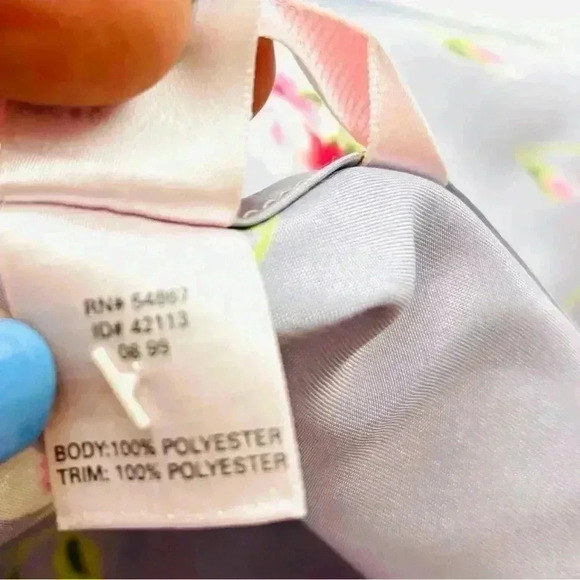 RN# 54867
ID# 42113
08 99
BODY:100% POLYESTER
TRIM: 100% POLYESTER